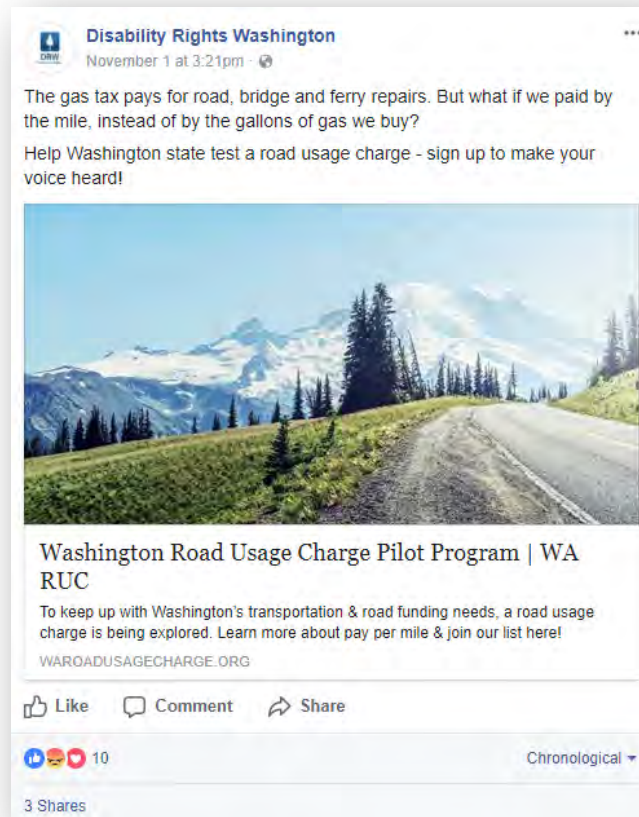 Disability Rights Washington
DRW
November 1 at 3:21pm ·
The gas tax pays for road, bridge and ferry repairs. But what if we paid by
the mile, instead of by the gallons of gas we buy?
Help Washington state test a road usage charge - sign up to make your
voice heard!
Washington Road Usage Charge Pilot Program | WA
RUC
To keep up with Washington's transportation & road funding needs, a road usage
charge is being explored. Learn more about pay per mile & join our list here!
WAROADUSAGECHARGE.ORG
Like Comment Share
10 Chronological
3 Shares